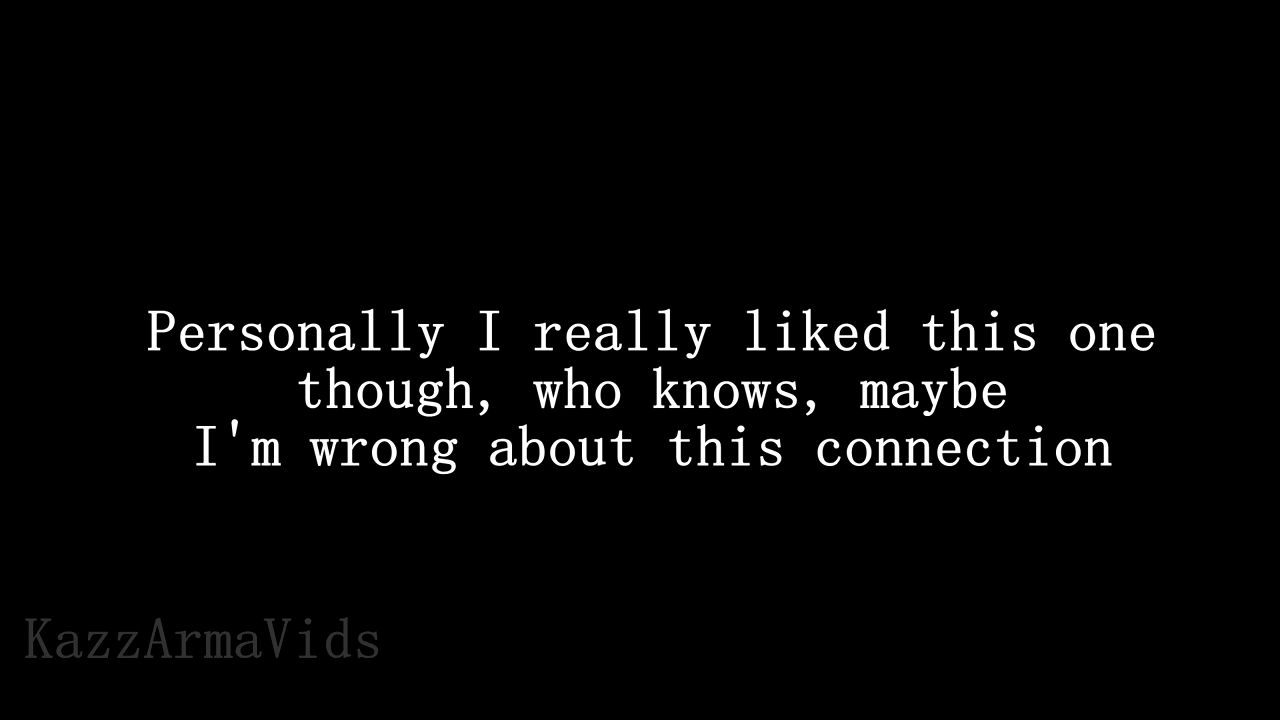 Personally I really liked this one
though, who knows, maybe
I'm wrong about this connection
KazzArmaVids